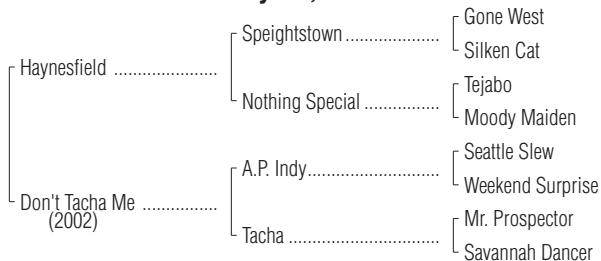 Gone West
Speightstown ...................
Silken Cat
Haynesfield .....................
Tejabo
Nothing Special ...............
Moody Maiden
Seattle Slew
A.P. Indy..........................
Weekend Surprise
Don't Tacha Me ...............
(2002)
Mr. Prospector
Tacha ..............................
Savannah Dancer